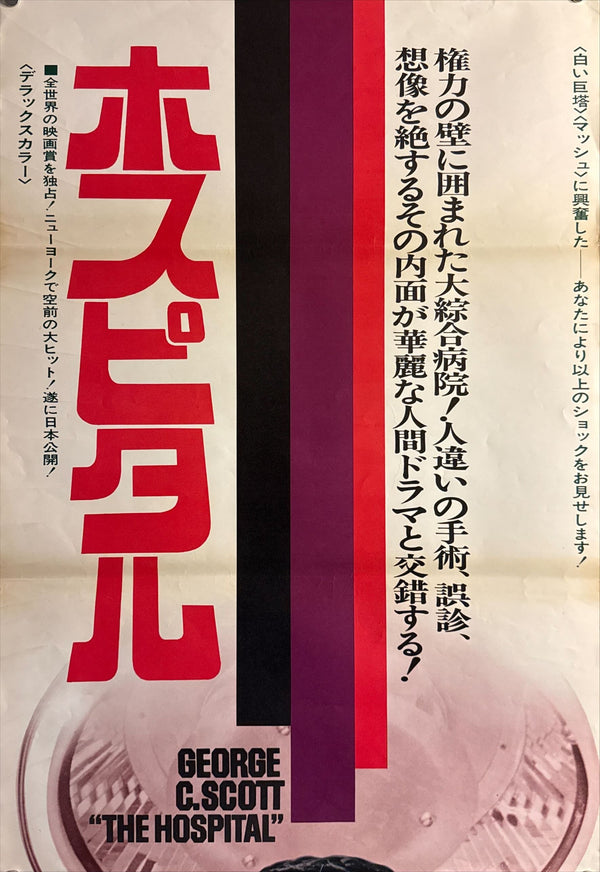 〈白い巨塔〉〈マッシュ〉に興奮した――あなたにより以上のショックをお見せします！
権力の壁に囲まれた大綜合病院！人違いの手術、誤診、
想像を絶するその内面が華麗な人間ドラマと交錯する！
ホスピタル
■全世界の映画賞を独占！ニューヨークで空前の大ヒット！遂に日本公開！
〈デラックスカラー〉
GEORGE
C.SCOTT
"THE HOSPITAL"